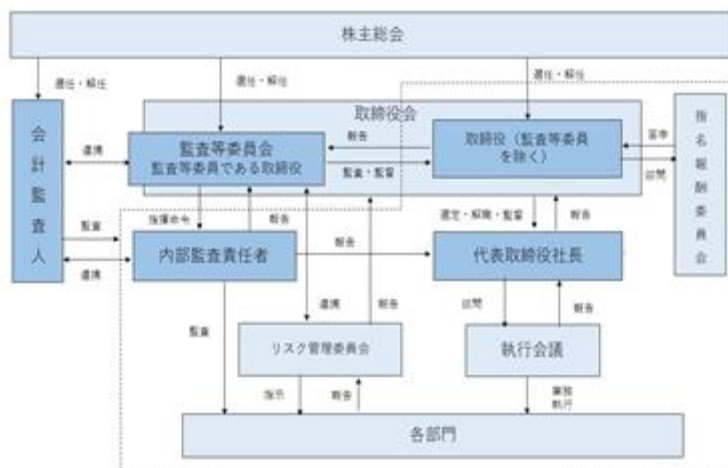 株主総会
選任・解任
選任・解任
選任・解任
取締役会
会計監査人
監査等委員会
監査等委員である取締役
取締役（監査等委員
を除く）
指名報酬委員会
報告
監査・監督
連携
答申
諮問
指揮命令
報告
選定・解職・監督
報告
監査
連携
内部監査責任者
報告
代表取締役社長
監査
連携
報告
諮問
報告
リスク管理委員会
執行会議
指示
報告
業務
執行
各部門